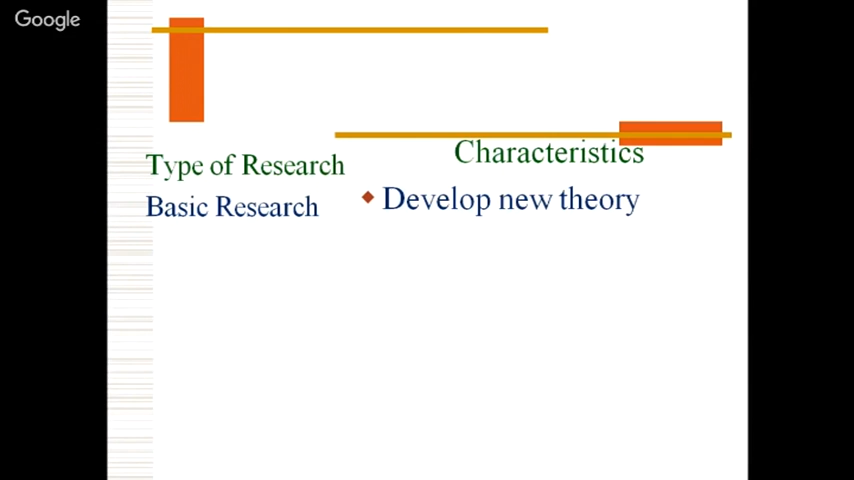 Google
Type of Research
Characteristics
Basic Research
Develop new theory